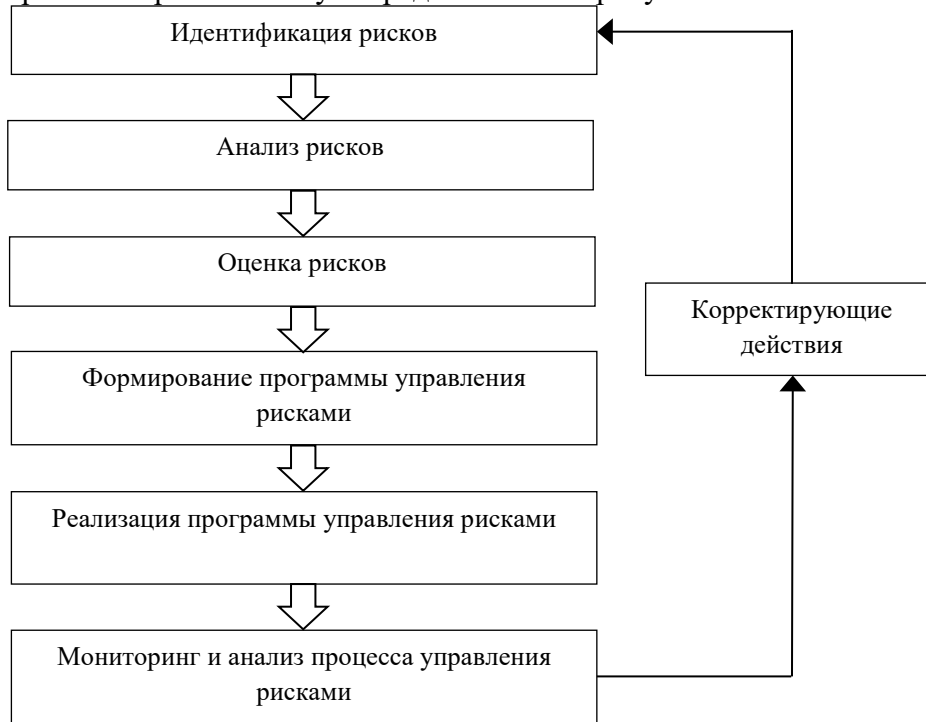 Идентификация рисков
Анализ рисков
Оценка рисков
Формирование программы управления
рисками
Реализация программы управления рисками
Мониторинг и анализ процесса управления
рисками
Корректирующие
действия